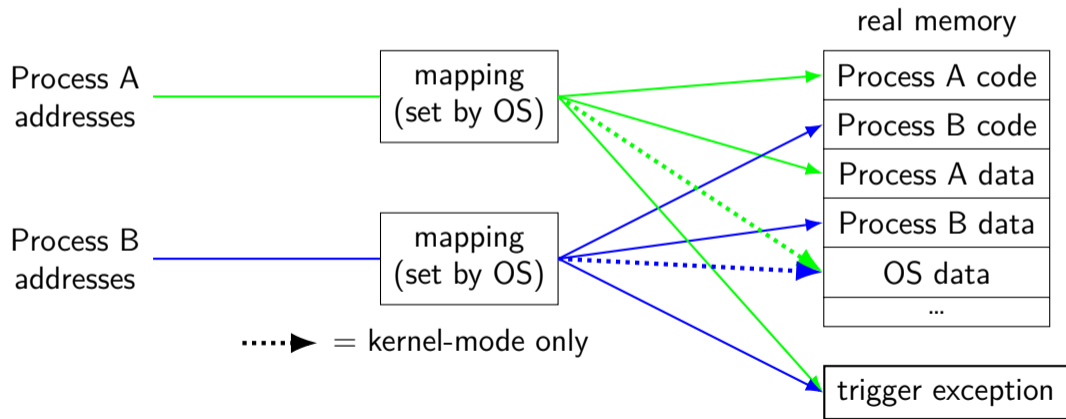 real memory
Process A
addresses
mapping
(set by OS)
Process A code
Process B code
Process A data
Process B
addresses
mapping
(set by OS)
Process B data
OS data
...
= kernel-mode only
trigger exception